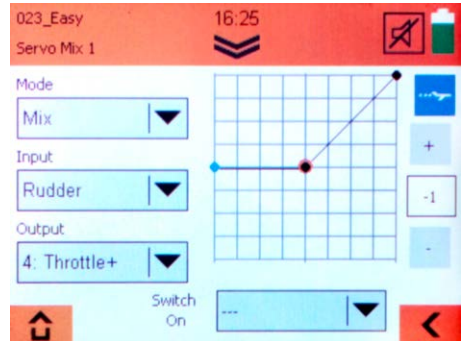 023_Easy
16:25
Servo Mix 1
Mode
Mix
Input
Rudder
Output
4: Throttle+
+
-1
-
Switch
On
---